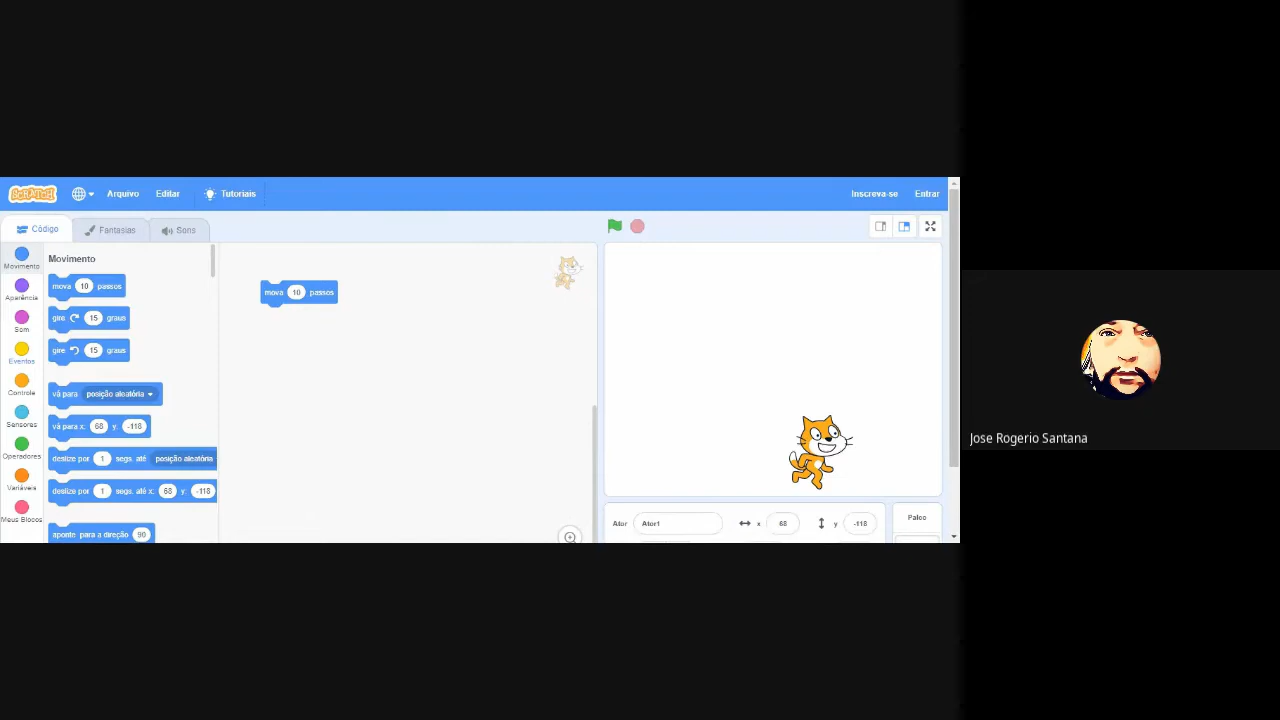 SCRATCH
Arquivo
Editar
Tutoriais
Inscreva-se
Entrar
Código
Fantasias
Sons
Movimento
Aparência
Som
Eventos
Controle
Sensores
Operadores
Variáveis
Meus Blocos
Movimento
mova 10 passos
gire 15 graus
gire 15 graus
vá para posição aleatória
vá para x: 68 y: -118
deslize por 1 segs. até posição aleatória
deslize por 1 segs. até x: 68 y: -118
aponte para a direção 90
mova 10 passos
Ator Ator1 x 68 y -118
Palco
Jose Rogerio Santana